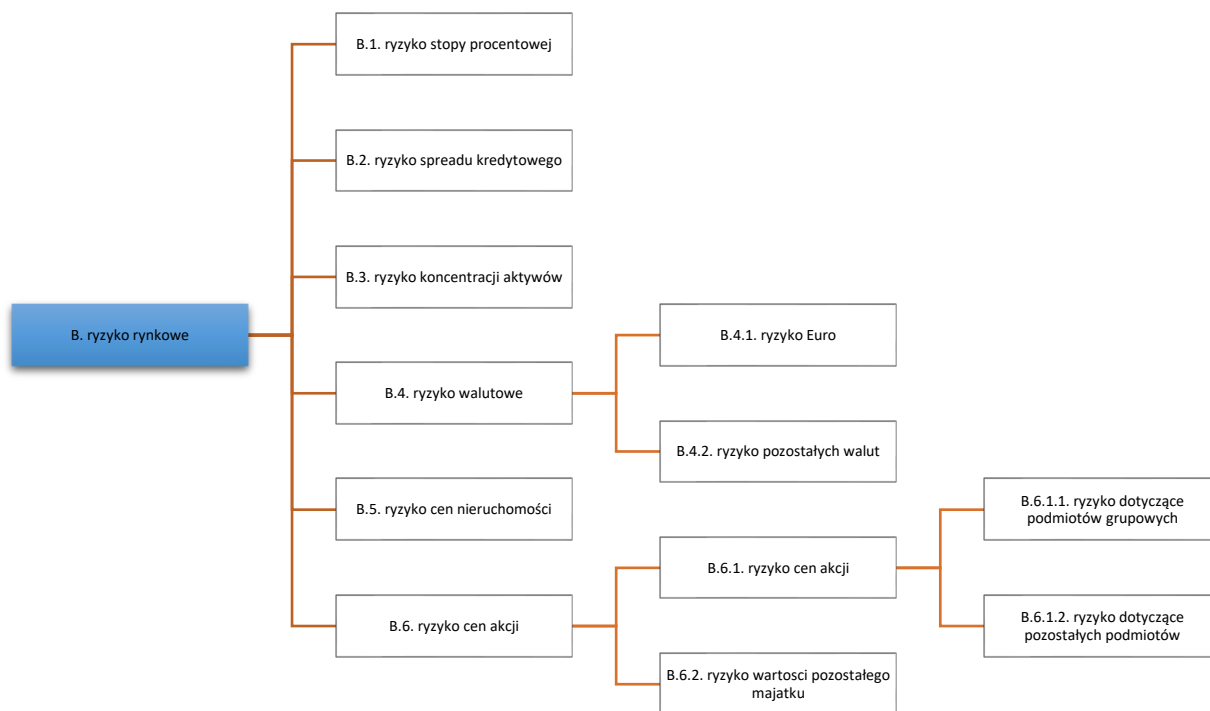 B. ryzyko rynkowe
B.1. ryzyko stopy procentowej
B.2. ryzyko spreadu kredytowego
B.3. ryzyko koncentracji aktywów
B.4. ryzyko walutowe
B.4.1. ryzyko Euro
B.4.2. ryzyko pozostałych walut
B.5. ryzyko cen nieruchomości
B.6. ryzyko cen akcji
B.6.1. ryzyko cen akcji
B.6.1.1. ryzyko dotyczące
podmiotów grupowych
B.6.1.2. ryzyko dotyczące
pozostałych podmiotów
B.6.2. ryzyko wartosci pozostałego
majatku